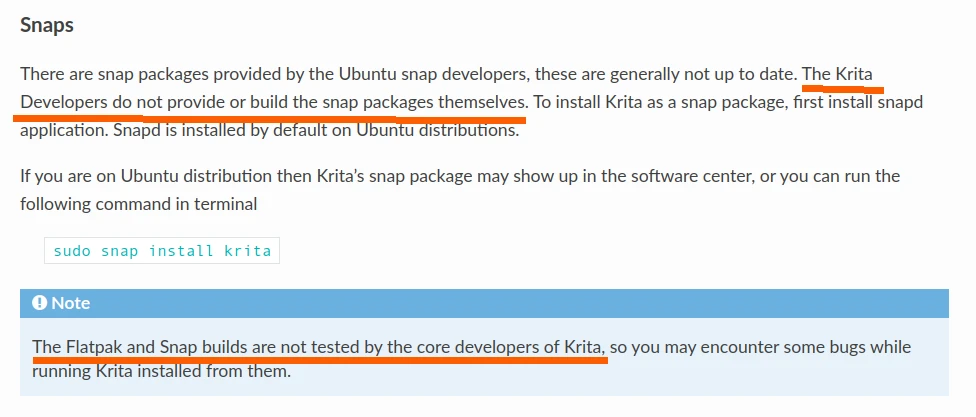 Snaps
There are snap packages provided by the Ubuntu snap developers, these are generally not up to date. The Krita
Developers do not provide or build the snap packages themselves. To install Krita as a snap package, first install snapd
application. Snapd is installed by default on Ubuntu distributions.
If you are on Ubuntu distribution then Krita’s snap package may show up in the software center, or you can run the
following command in terminal
sudo snap install krita
Note
The Flatpak and Snap builds are not tested by the core developers of Krita, so you may encounter some bugs while
running Krita installed from them.